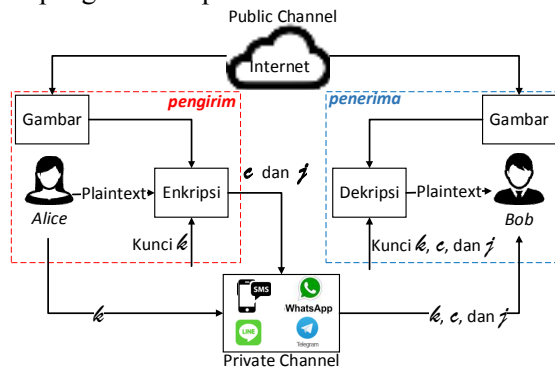 Public Channel
Internet
pengirim
penerima
Gambar
Gambar
Alice
Plaintext
Enkripsi
c dan j
Dekripsi
Plaintext
Bob
Kunci k
Kunci k, c, dan j
k
SMS
WhatsApp
LINE
Telegram
k, c, dan j
Private Channel